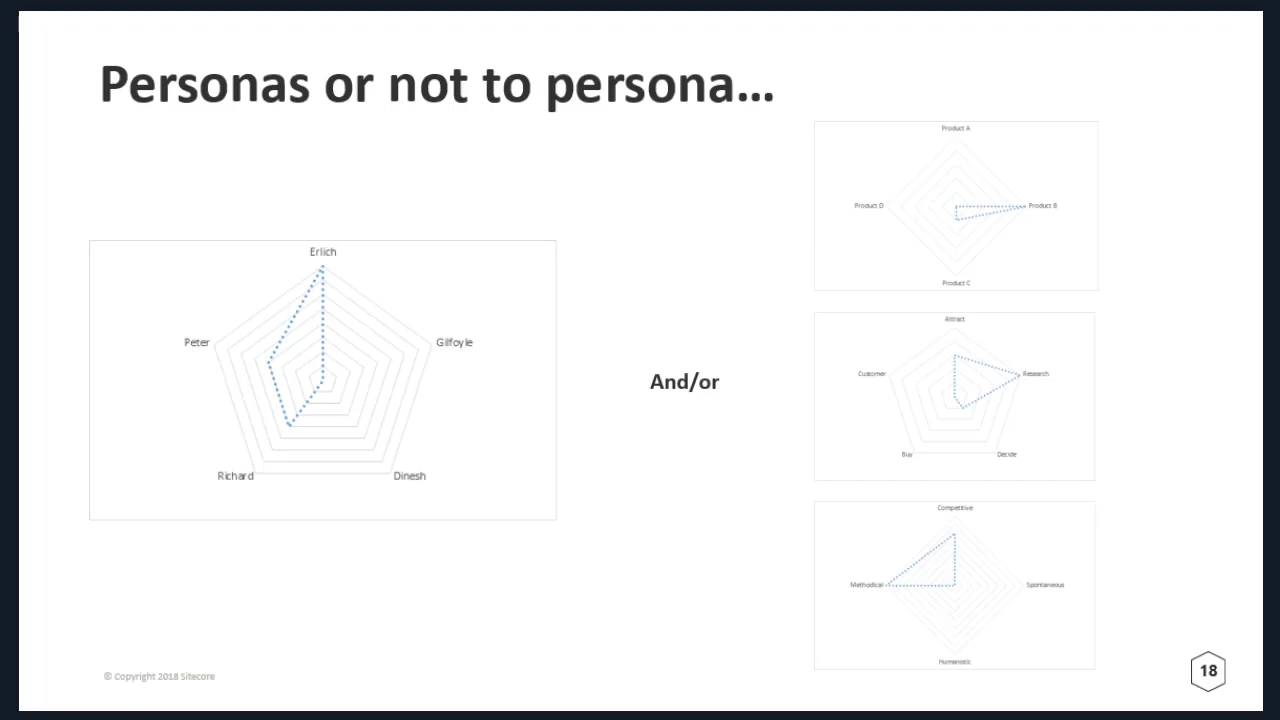 Personas or not to persona...
Erlich
Peter
Gilfoyle
Richard
Dinesh
And/or
Product A
Product D
Product B
Product C
Attract
Customer
Research
Buy
Decide
Competitive
Methodical
Spontaneous
Humanistic
© Copyright 2018 Sitecore
18